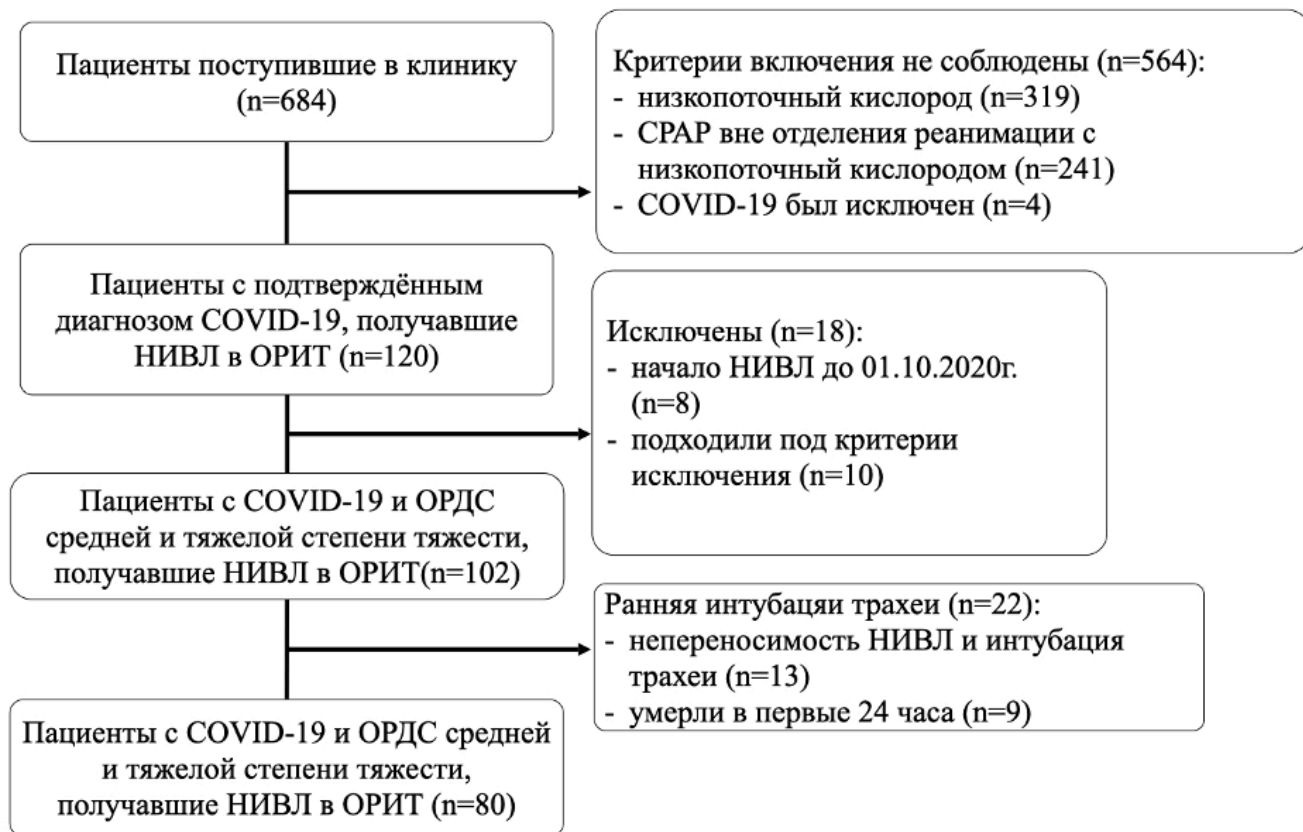 Пациенты поступившие в клинику
(n=684)
Критерии включения не соблюдены (n=564):
- низкопоточный кислород (n=319)
- CPAP вне отделения реанимации с
низкопоточный кислородом (n=241)
- COVID-19 был исключен (n=4)
Пациенты с подтверждённым
диагнозом COVID-19, получавшие
НИВЛ в ОРИТ (n=120)
Исключены (n=18):
- начало НИВЛ до 01.10.2020г.
(n=8)
- подходили под критерии
исключения (n=10)
Пациенты с COVID-19 и ОРДС
средней и тяжелой степени тяжести,
получавшие НИВЛ в ОРИТ(n=102)
Ранняя интубацяи трахеи (n=22):
- непереносимость НИВЛ и интубация
трахеи (n=13)
- умерли в первые 24 часа (n=9)
Пациенты с COVID-19 и ОРДС средней
и тяжелой степени тяжести,
получавшие НИВЛ в ОРИТ (n=80)